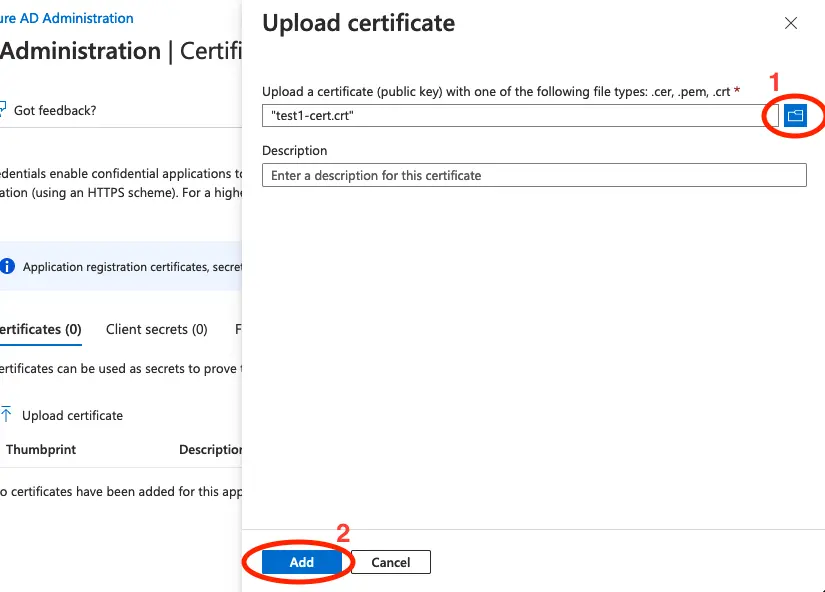 ure AD Administration
Administration | Certifi
Got feedback?
edentials enable confidential applications to
ation (using an HTTPS scheme). For a highe
Application registration certificates, secret
ertificates (0) Client secrets (0) F
ertificates can be used as secrets to prove t
Upload certificate
Thumbprint Description
o certificates have been added for this app
Upload certificate
1
Upload a certificate (public key) with one of the following file types: .cer, .pem, .crt *
"test1-cert.crt"
Description
Enter a description for this certificate
2
Add Cancel